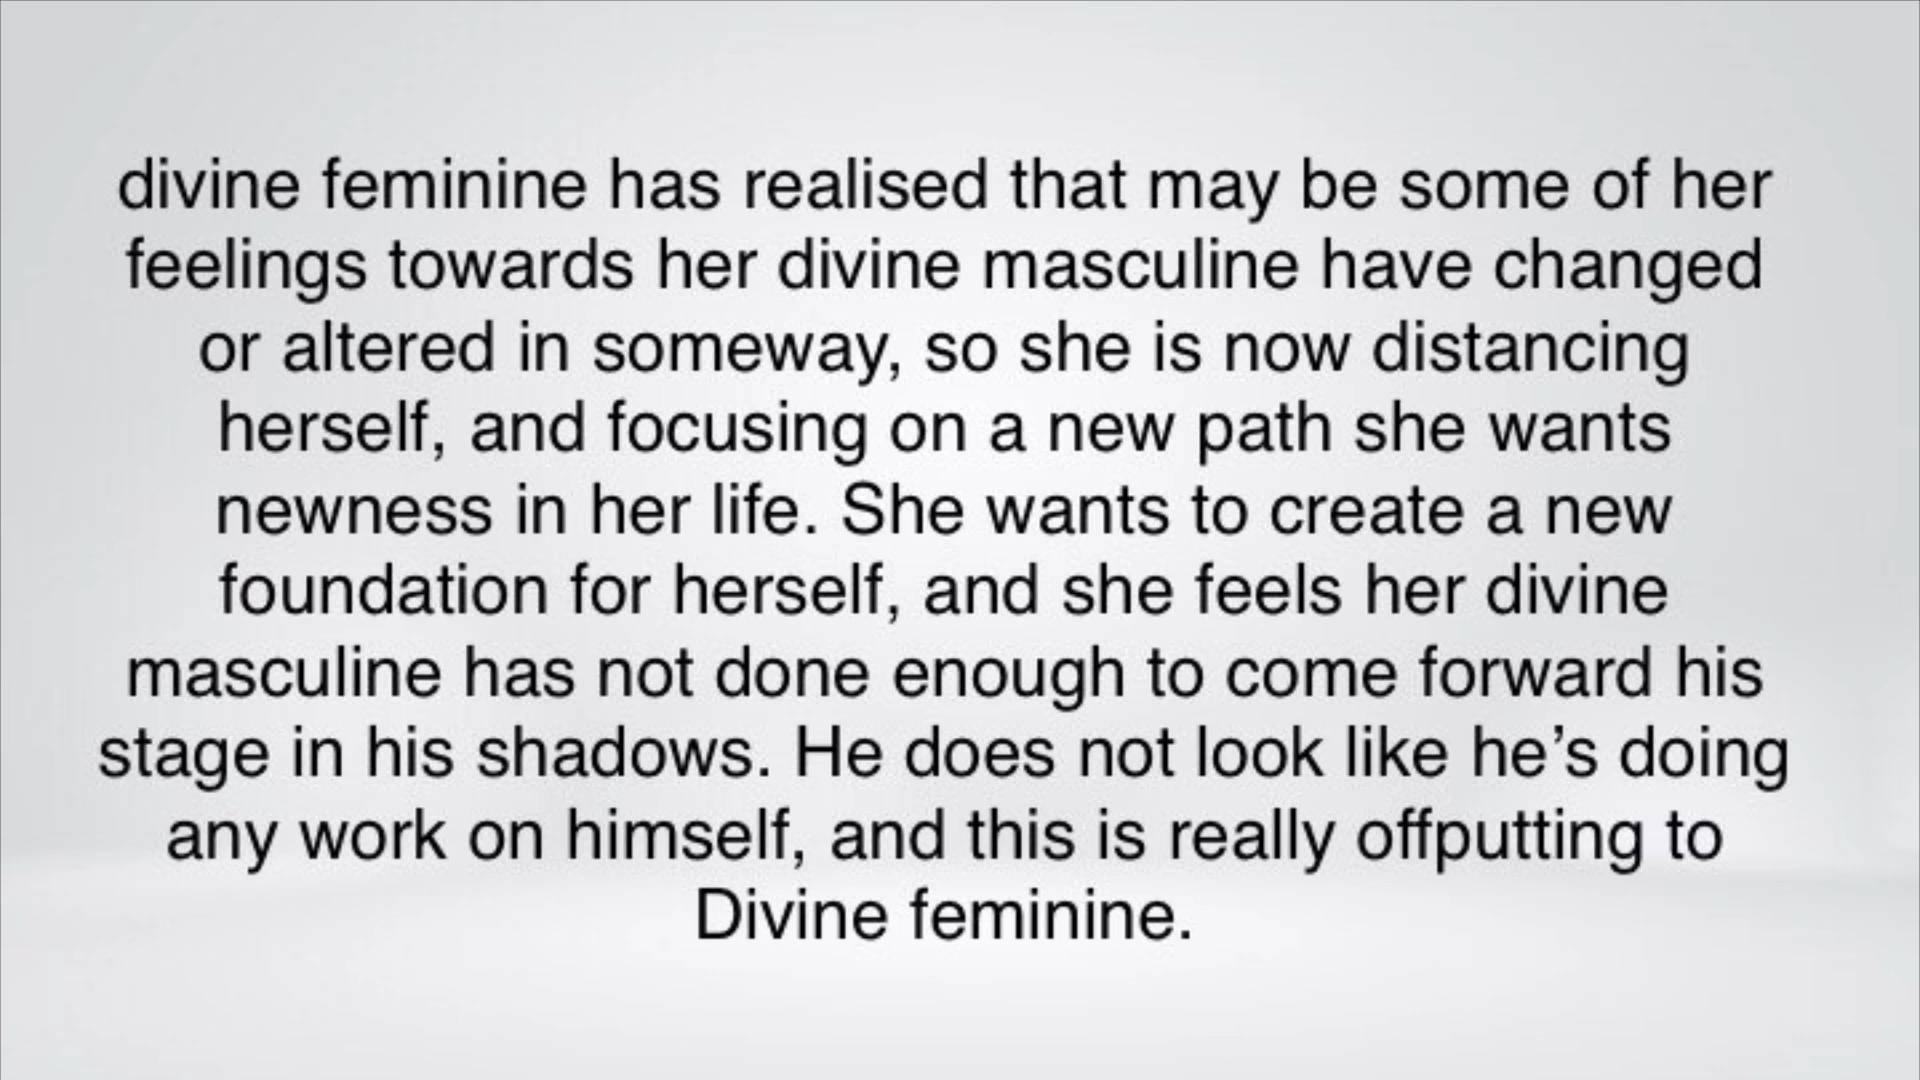 divine feminine has realised that may be some of her
feelings towards her divine masculine have changed
or altered in someway, so she is now distancing
herself, and focusing on a new path she wants
newness in her life. She wants to create a new
foundation for herself, and she feels her divine
masculine has not done enough to come forward his
stage in his shadows. He does not look like he’s doing
any work on himself, and this is really offputting to
Divine feminine.